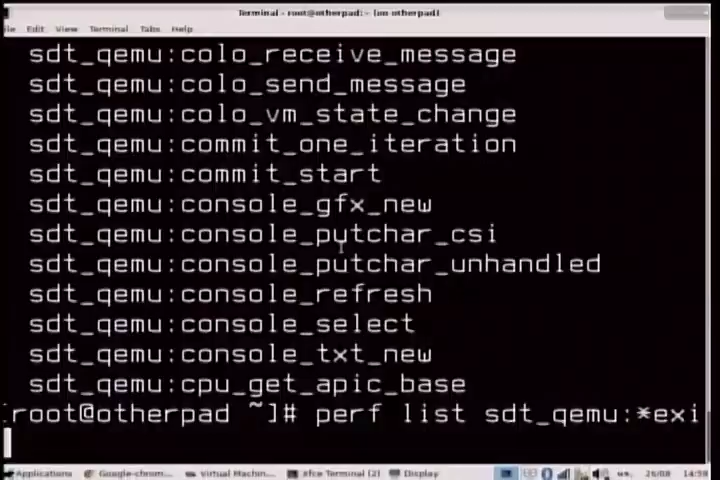 Terminal - root@otherpad:~ (on otherpad)
ile Edit View Terminal Tabs Help
sdt_qemu:colo_receive_message
sdt_qemu:colo_send_message
sdt_qemu:colo_vm_state_change
sdt_qemu:commit_one_iteration
sdt_qemu:commit_start
sdt_qemu:console_gfx_new
sdt_qemu:console_putchar_csi
sdt_qemu:console_putchar_unhandled
sdt_qemu:console_refresh
sdt_qemu:console_select
sdt_qemu:console_txt_new
sdt_qemu:cpu_get_apic_base
[root@otherpad ~]# perf list sdt_qemu:*exi
Applications Google-chrom... Virtual Machin... xfce Terminal (2) Display 26/08 14:58